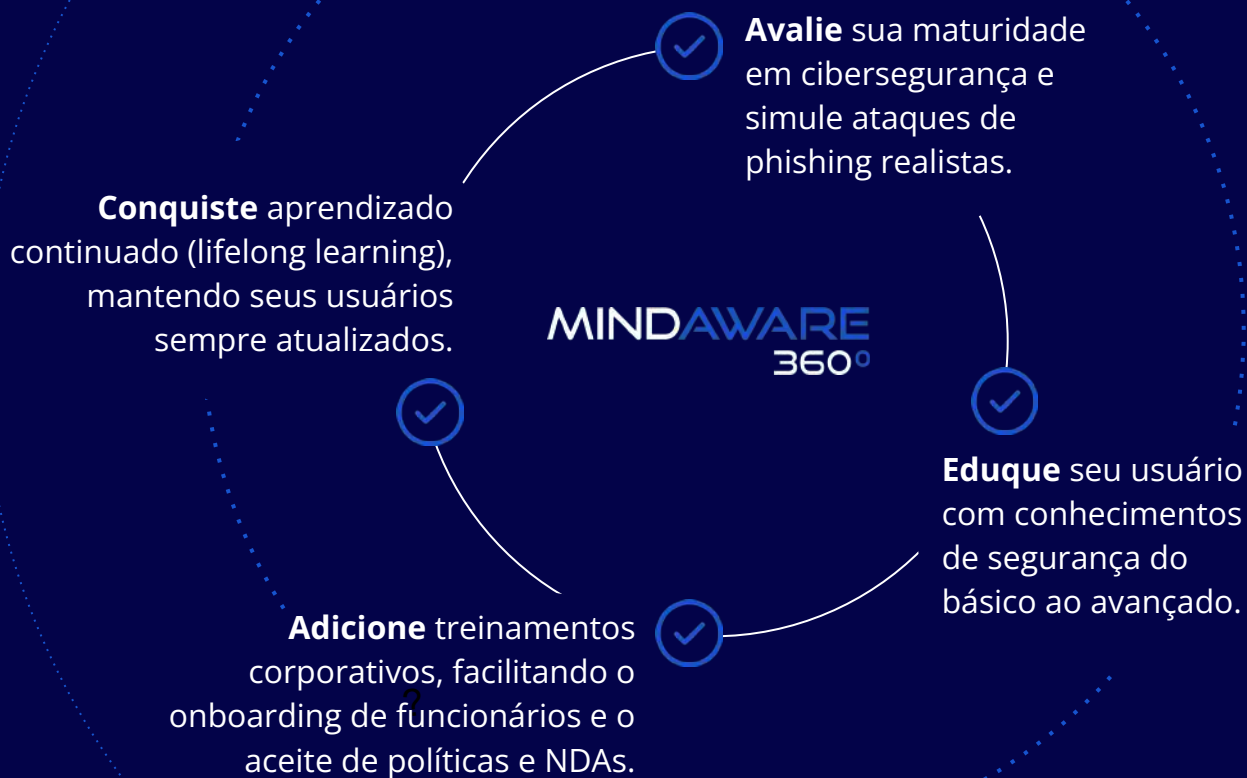 Avalie sua maturidade
em cibersegurança e
simule ataques de
phishing realistas.
Conquiste aprendizado
continuado (lifelong learning),
mantendo seus usuários
sempre atualizados.
MINDAWARE
360º
Eduque seu usuário
com conhecimentos
de segurança do
básico ao avançado.
Adicione treinamentos
corporativos, facilitando o
?
onboarding de funcionários e o
aceite de políticas e NDAs.